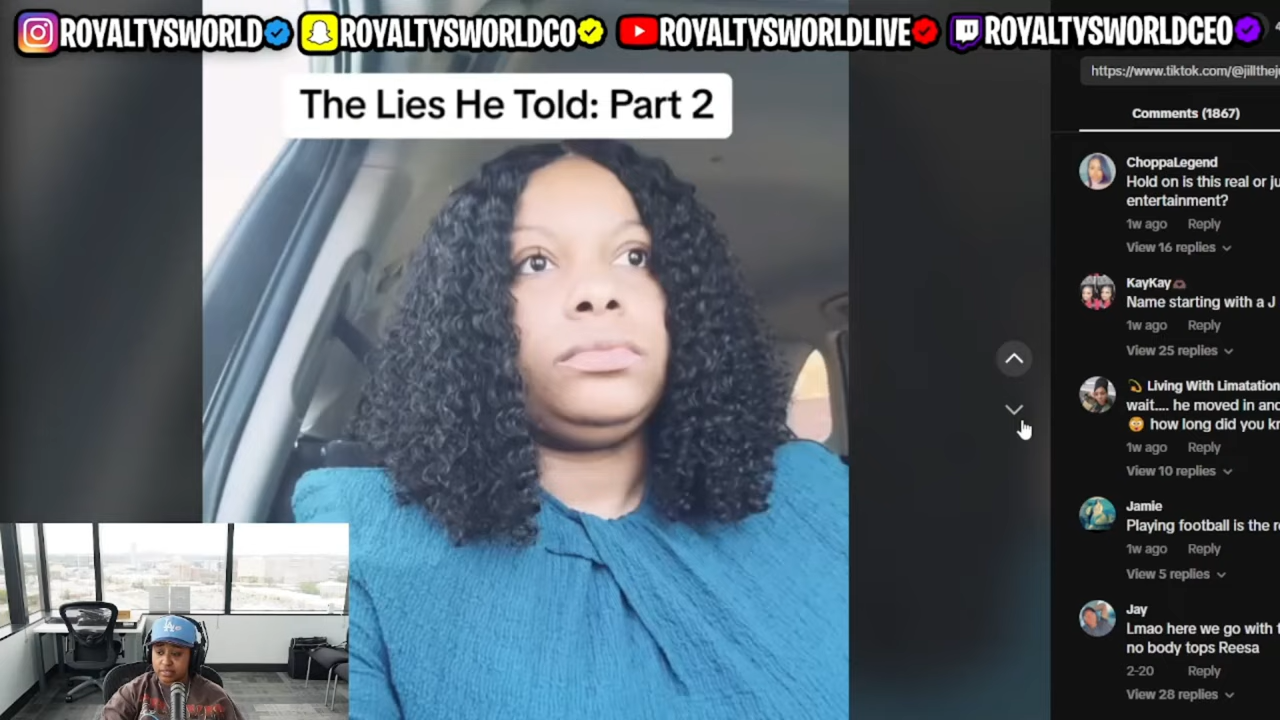 ROYALTYSWORLD ROYALTYSWORLDCO ROYALTYSWORLDLIVE ROYALTYSWORLDCEO
https://www.tiktok.com/@jillthej
The Lies He Told: Part 2
Comments (1867)
ChoppaLegend
Hold on is this real or
entertainment?
1w ago Reply
View 16 replies
KayKay
Name starting with a J
1w ago Reply
View 25 replies
Living With Limatation
wait.... he moved in and
how long did you
1w ago Reply
View 10 replies
Jamie
Playing football is the
1w ago Reply
View 5 replies
Jay
Lmao here we go with
no body tops Reesa
2-20 Reply
View 28 replies
LA